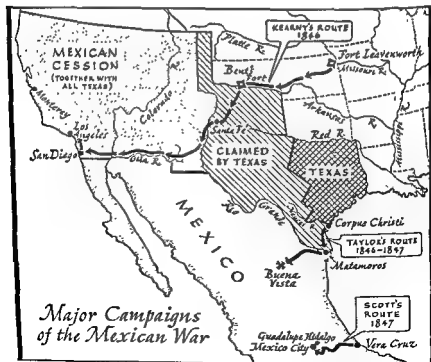 KEARNY'S ROUTE
1846
Platte R.
MEXICAN
CESSION
(TOGETHER WITH
ALL TEXAS)
Bent's
Fort
Fort Leavenworth
Missouri R.
Colorado
Arkansas
R.
Mississippi
Monterey
Los
Angeles
Santa Fe
Red R.
San Diego
Gila R.
CLAIMED
BY TEXAS
TEXAS
Rio
Grande
Nueces R.
Corpus Christi
MEXICO
TAYLOR'S ROUTE
1846-1847
Buena
Vista
Matamoros
SCOTT'S
ROUTE
1847
Major Campaigns
of the Mexican War
Guadalupe Hidalgo
Mexico City
Vera Cruz